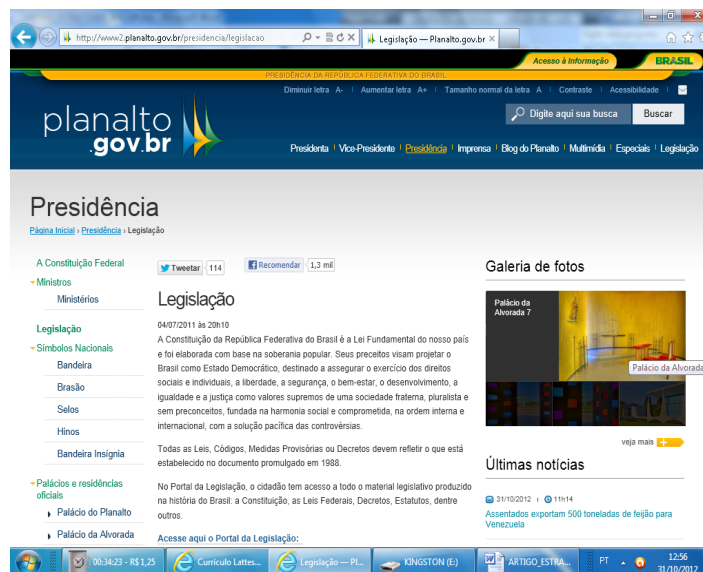 http://www2.planalto.gov.br/presidencia/legislacao
Legislação — Planalto.gov.br
Acesso à Informação
BRASIL
PRESIDÊNCIA DA REPÚBLICA FEDERATIVA DO BRASIL
Diminuir letra A- Aumentar letra A+ Tamanho normal da letra A Contraste Acessibilidade
planalto
.gov.br
Digite aqui sua busca
Buscar
Presidenta Vice-Presidente Presidência Imprensa Blog do Planalto Multimídia Especiais Legislação
Presidência
Página Inicial › Presidência › Legislação
A Constituição Federal
Ministros
Ministérios
Legislação
Símbolos Nacionais
Bandeira
Brasão
Selos
Hinos
Bandeira Insígnia
Palácios e residências
oficiais
Palácio do Planalto
Palácio da Alvorada
Tweetar 114
Recomendar 1,3 mil
Legislação
04/07/2011 às 20h10
A Constituição da República Federativa do Brasil é a Lei Fundamental do nosso país
e foi elaborada com base na soberania popular. Seus preceitos visam projetar o
Brasil como Estado Democrático, destinado a assegurar o exercício dos direitos
sociais e individuais, a liberdade, a segurança, o bem-estar, o desenvolvimento, a
igualdade e a justiça como valores supremos de uma sociedade fraterna, pluralista e
sem preconceitos, fundada na harmonia social e comprometida, na ordem interna e
internacional, com a solução pacífica das controvérsias.
Todas as Leis, Códigos, Medidas Provisórias ou Decretos devem refletir o que está
estabelecido no documento promulgado em 1988.
No Portal da Legislação, o cidadão tem acesso a todo o material legislativo produzido
na história do Brasil: a Constituição, as Leis Federais, Decretos, Estatutos, dentre
outros.
Acesse aqui o Portal da Legislação:
Galeria de fotos
Palácio da
Alvorada 7
Palácio da Alvorada
veja mais
Últimas notícias
31/10/2012 11h14
Assentados exportam 500 toneladas de feijão para
Venezuela
00:34:23 - R$ 1,25
Currículo Lattes...
Legislação — Pl...
KINGSTON (E:)
ARTIGO_ESTRA...
PT
12:56
31/10/2012